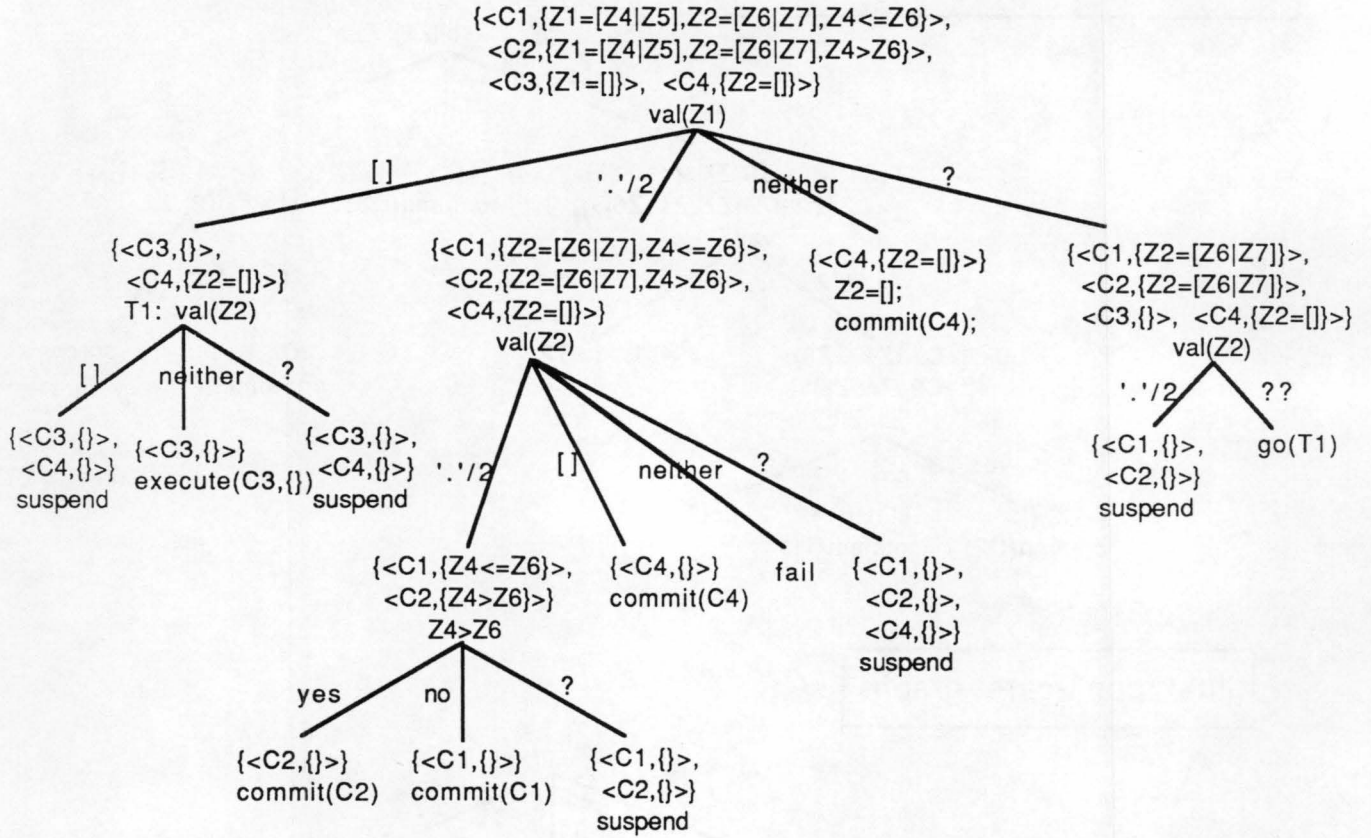 {<C1,{Z1=[Z4|Z5],Z2=[Z6|Z7],Z4<=Z6}>,
<C2,{Z1=[Z4|Z5],Z2=[Z6|Z7],Z4>Z6}>,
<C3,{Z1=[]}>, <C4,{Z2=[]}>}
val(Z1)
[ ]
'.'/2
neither
?
{<C3,{}>,
<C4,{Z2=[]}>}
T1: val(Z2)
{<C1,{Z2=[Z6|Z7],Z4<=Z6}>,
<C2,{Z2=[Z6|Z7],Z4>Z6}>,
<C4,{Z2=[]}>}
val(Z2)
{<C4,{Z2=[]}>}
Z2=[];
commit(C4);
{<C1,{Z2=[Z6|Z7]}>,
<C2,{Z2=[Z6|Z7]}>,
<C3,{}>, <C4,{Z2=[]}>}
val(Z2)
[ ]
neither
?
{<C3,{}>,
<C4,{}>}
suspend
{<C3,{}>}
execute(C3,{})
{<C3,{}>,
<C4,{}>}
suspend
'.'/2
[ ]
neither
?
'.'/2
??
{<C1,{}>,
<C2,{}>}
suspend
go(T1)
{<C1,{Z4<=Z6}>,
<C2,{Z4>Z6}>}
Z4>Z6
{<C4,{}>}
commit(C4)
fail
{<C1,{}>,
<C2,{}>,
<C4,{}>}
suspend
yes
no
?
{<C2,{}>}
commit(C2)
{<C1,{}>}
commit(C1)
{<C1,{}>,
<C2,{}>}
suspend